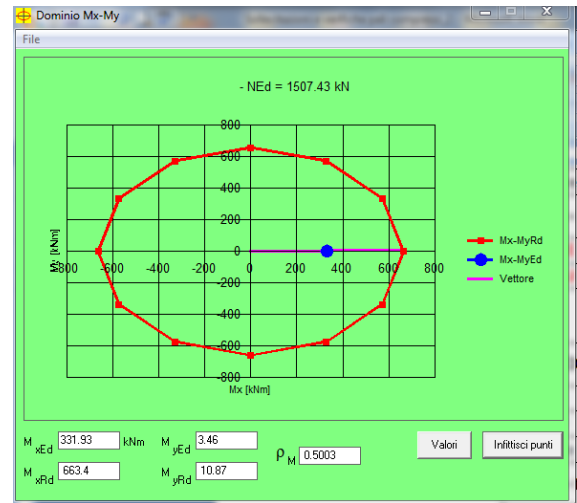 Dominio Mx-My
File
- NEd = 1507.43 kN
800
600
400
200
0
-200
-400
-600
-800
-800 -600 -400 -200 0 200 400 600 800
Mx [kNm]
Mx-MyRd
Mx-MyEd
Vettore
M xEd 331.93 kNm M yEd 3.46
ρ M 0.5003
Valori Infittisci punti
M xRd 663.4 M yRd 10.87